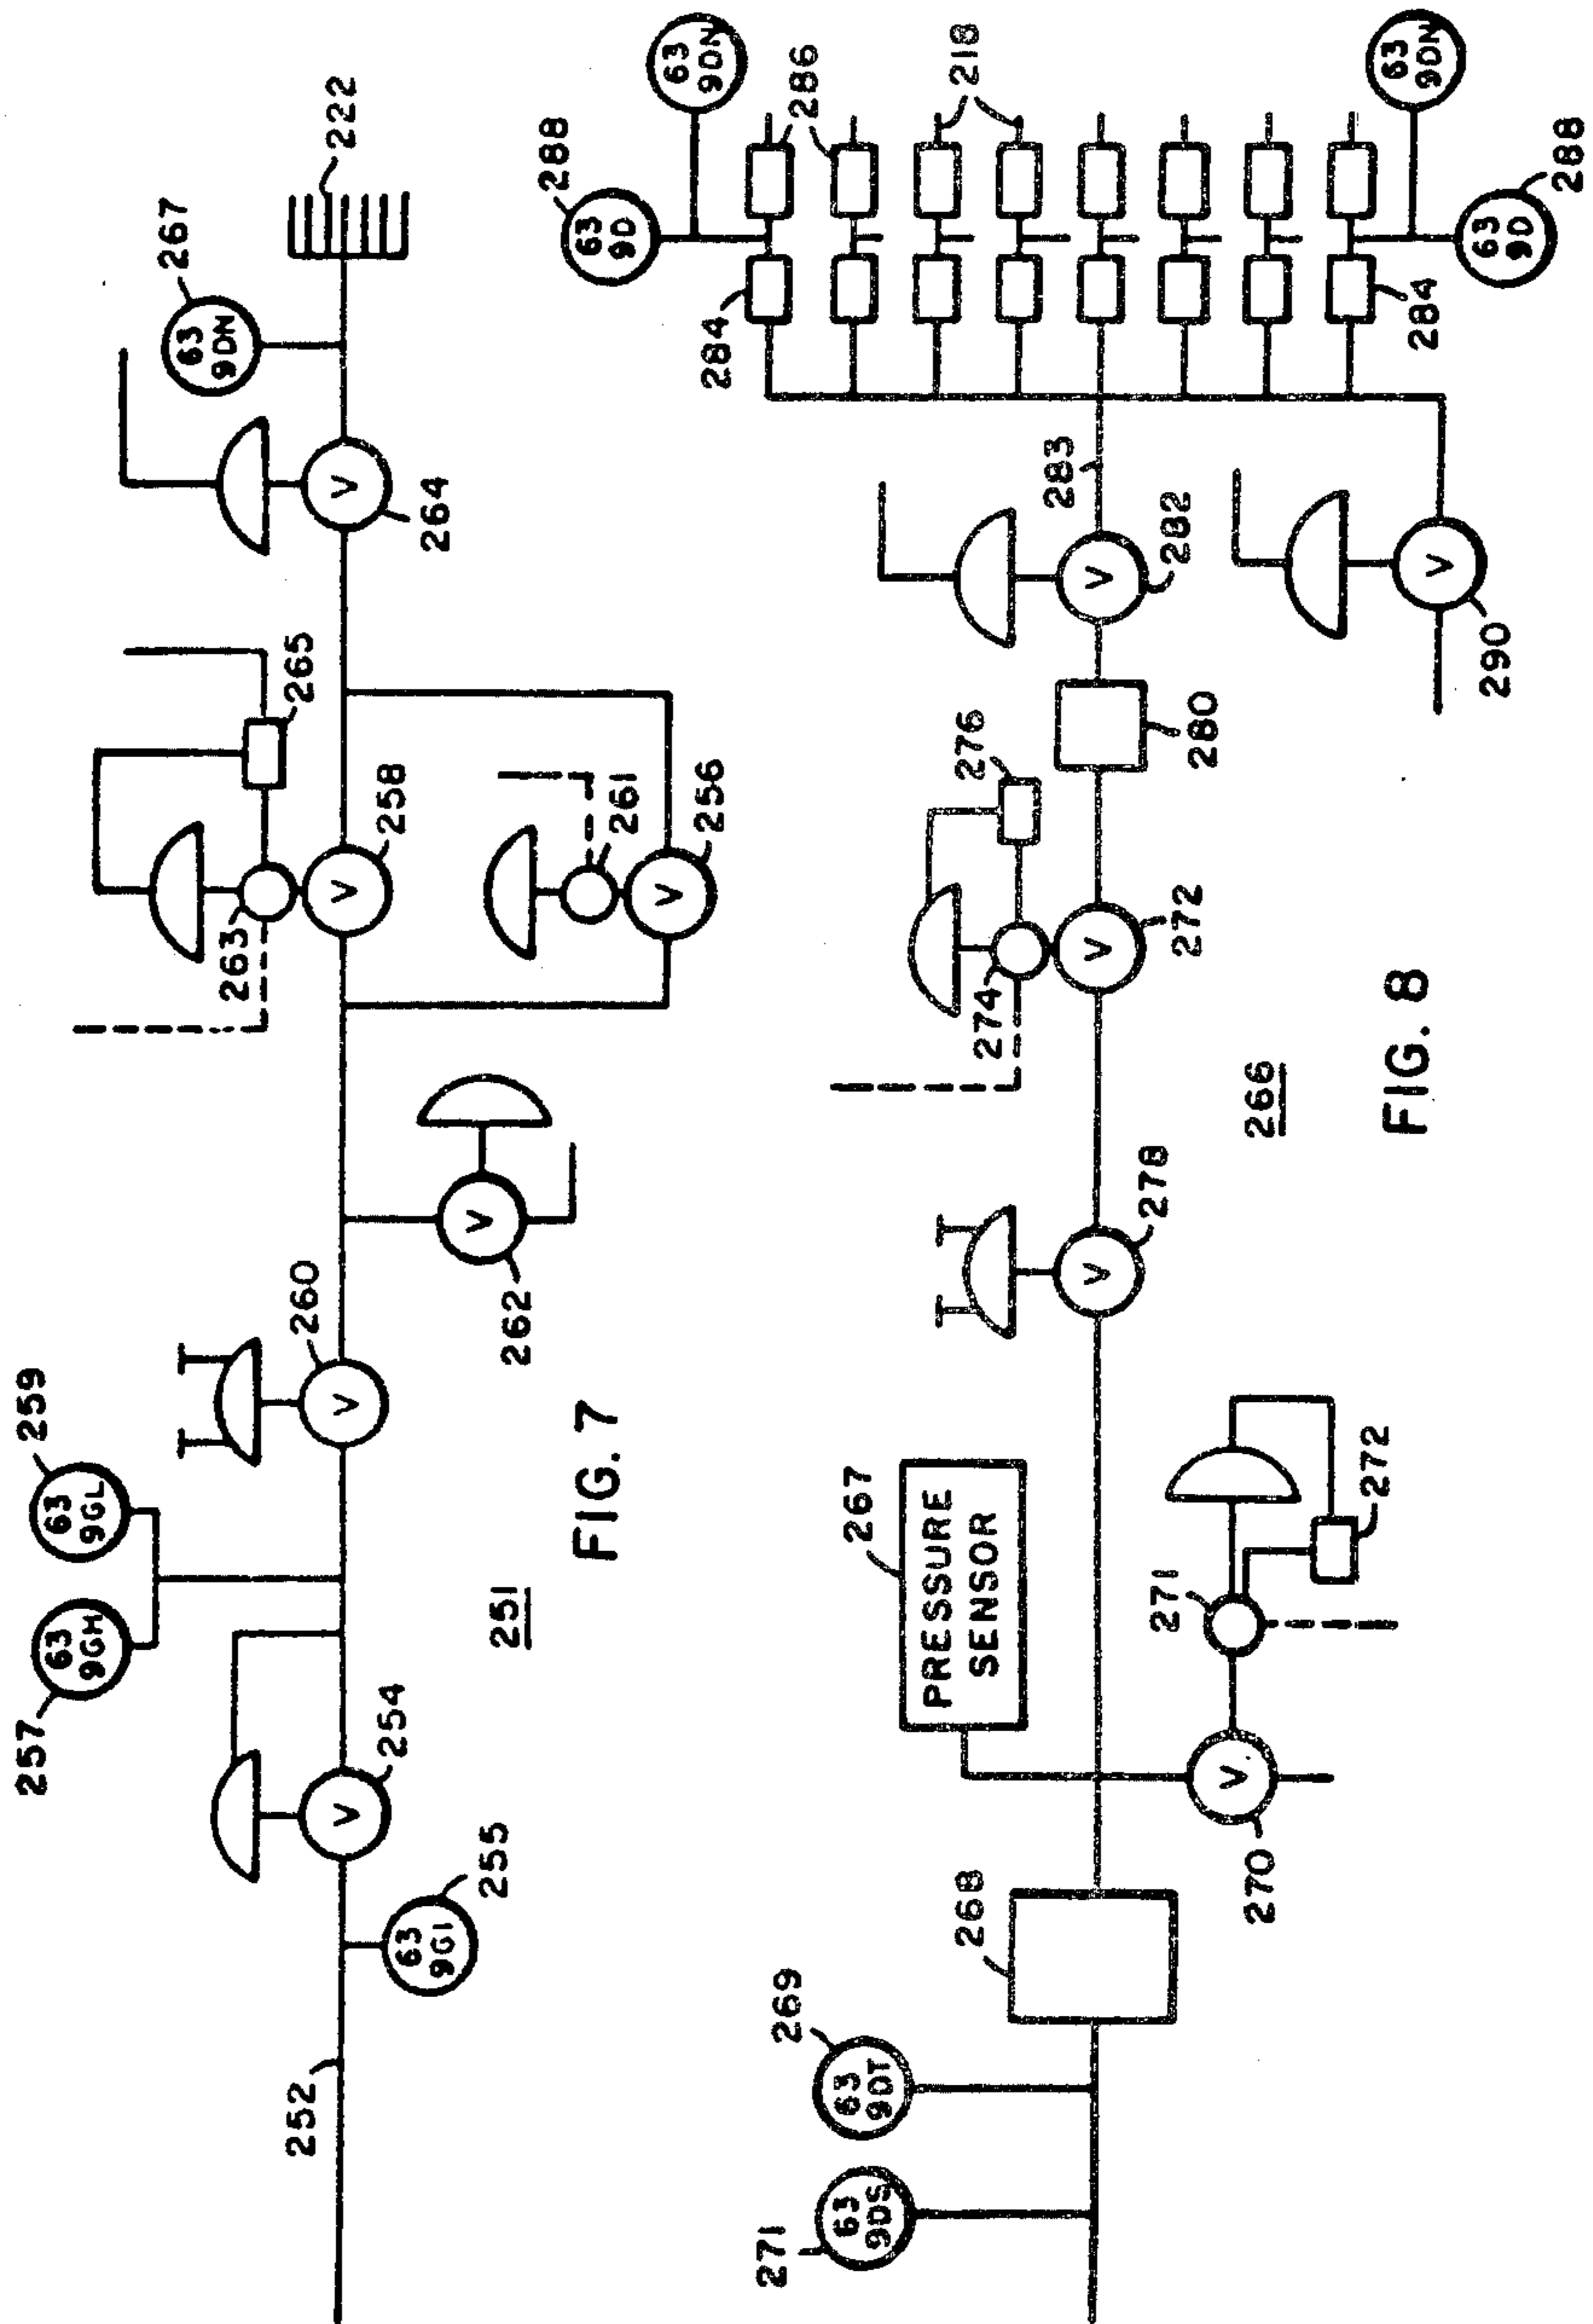 252
63
9GI
255
254
257
63
9GH
63
9GL
259
251
260
262
263
258
265
261
256
264
63
9DN
267
222
FIG. 7
271
63
9DS
63
9DT
269
268
PRESSURE
SENSOR
267
270
271
272
278
274
276
272
280
282
283
290
284
284
288
63
9D
63
9DN
286
218
63
9D
288
63
9DN
266
FIG. 8
V
V
V
V
V
V
V
V
V
V
V